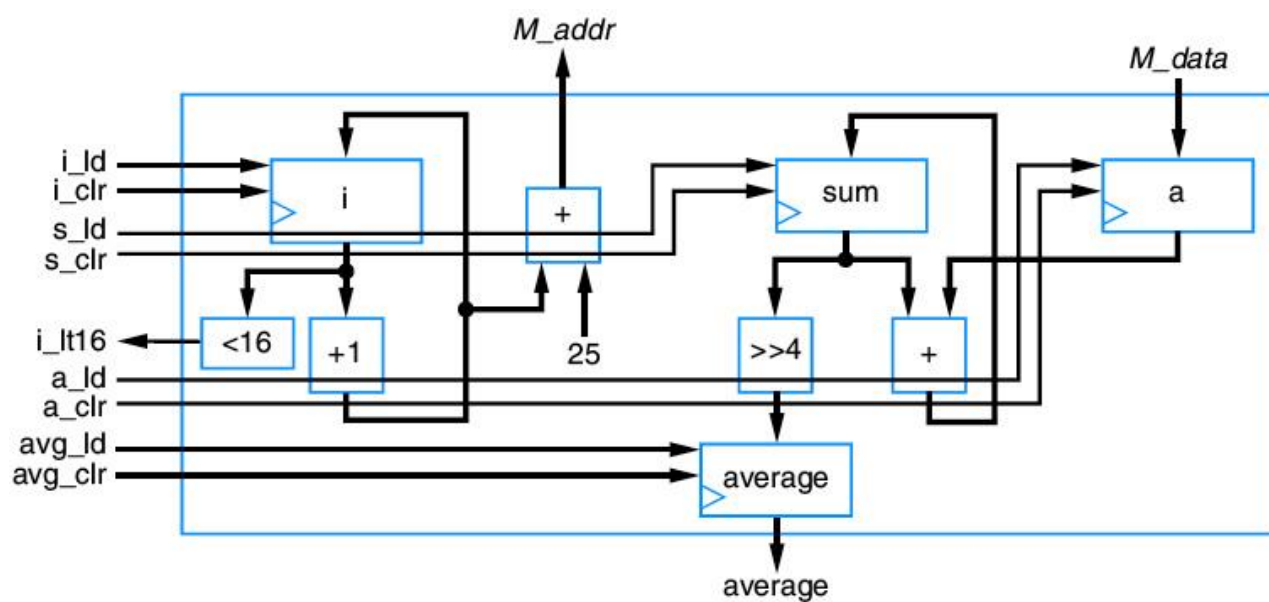 M_addr
M_data
i_ld
i_clr
i
s_ld
s_clr
+
sum
a
i_lt16
<16
+1
25
>>4
+
a_ld
a_clr
avg_ld
avg_clr
average
average